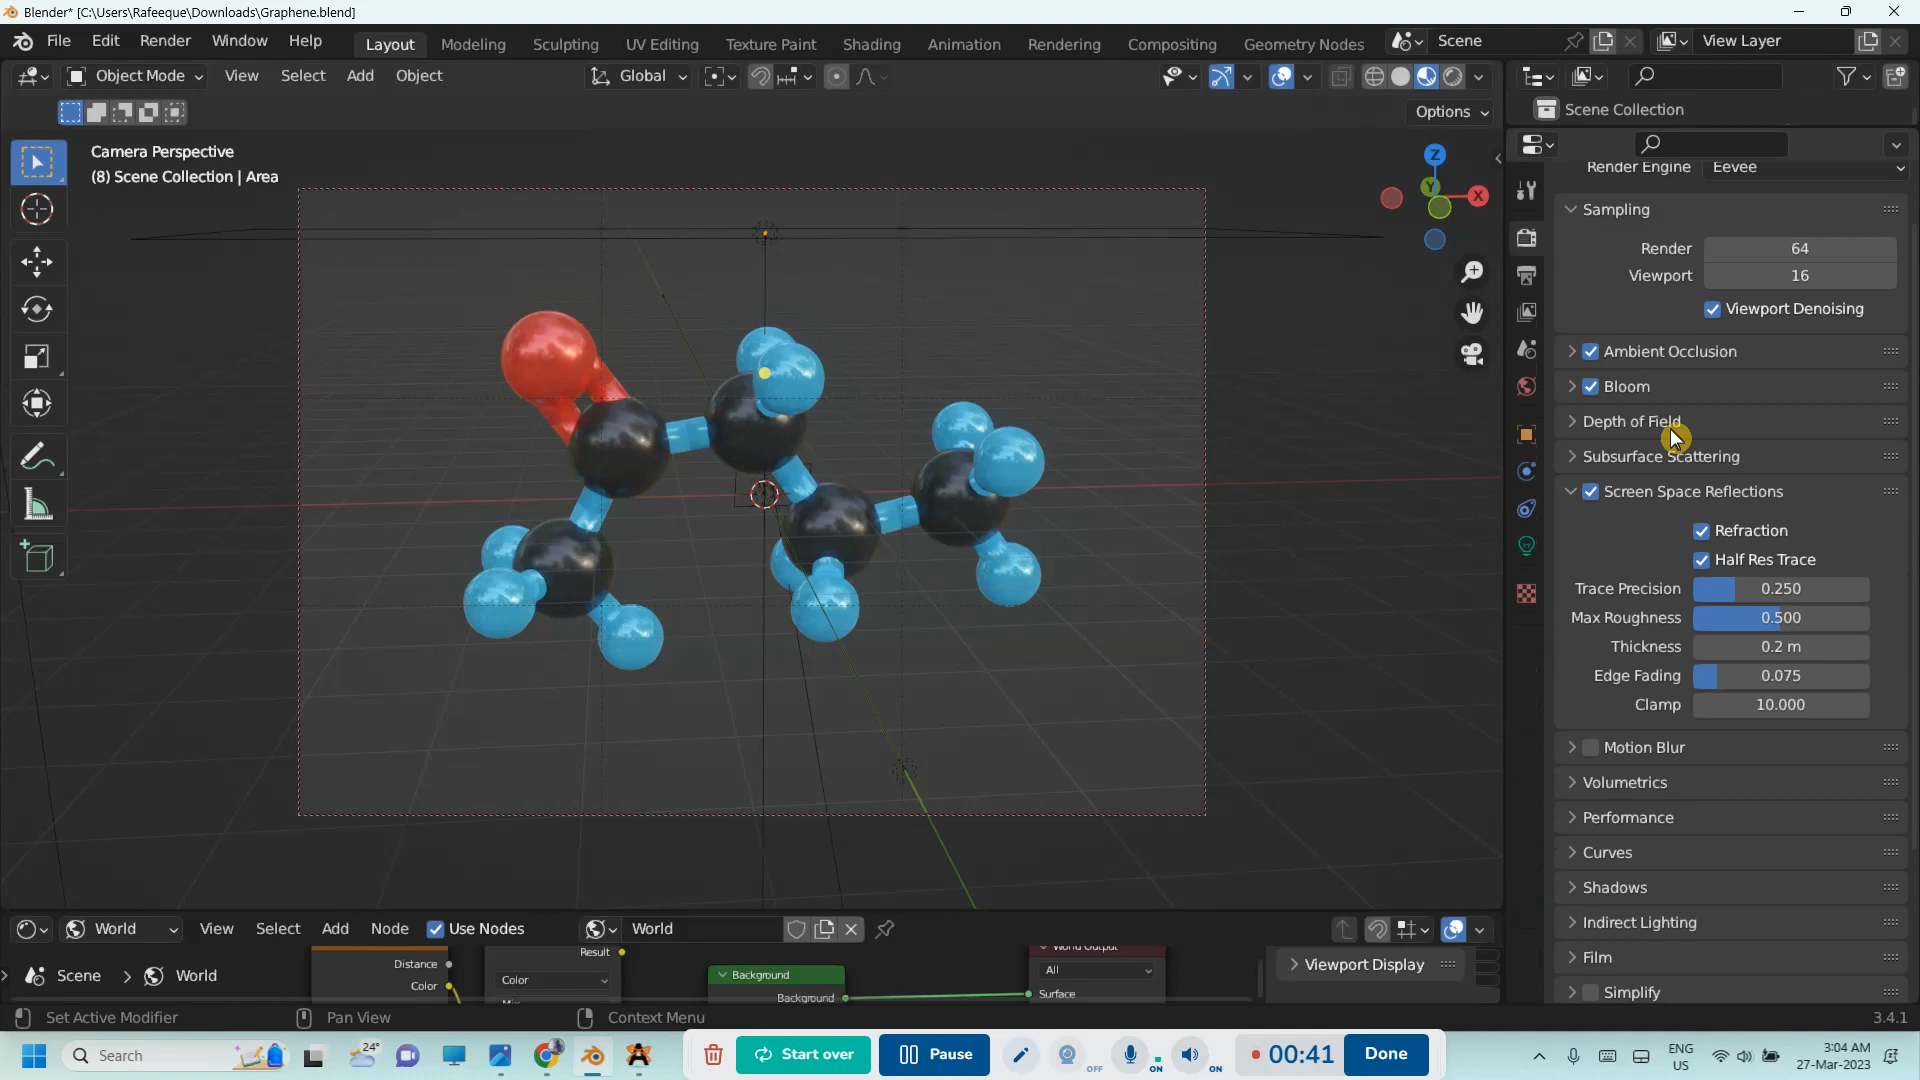 Blender* [C:\Users\Rafeeque\Downloads\Graphene.blend]
File Edit Render Window Help Layout Modeling Sculpting UV Editing Texture Paint Shading Animation Rendering Compositing Geometry Nodes Scene View Layer
Object Mode View Select Add Object Global
Options
Scene Collection
Camera Perspective
(8) Scene Collection | Area
Z
Y
X
Render Engine Eevee
Sampling
Render 64
Viewport 16
Viewport Denoising
Ambient Occlusion
Bloom
Depth of Field
Subsurface Scattering
Screen Space Reflections
Refraction
Half Res Trace
Trace Precision 0.250
Max Roughness 0.500
Thickness 0.2 m
Edge Fading 0.075
Clamp 10.000
Motion Blur
Volumetrics
Performance
Curves
Shadows
Indirect Lighting
Film
Simplify
World View Select Add Node Use Nodes World
Scene > World
Distance
Color
Result
Color
Background
Background
World Output
All
Surface
Viewport Display
Set Active Modifier Pan View Context Menu 3.4.1
Search 24° Start over Pause OFF ON ON 00:41 Done
ENG
US
3:04 AM
27-Mar-2023